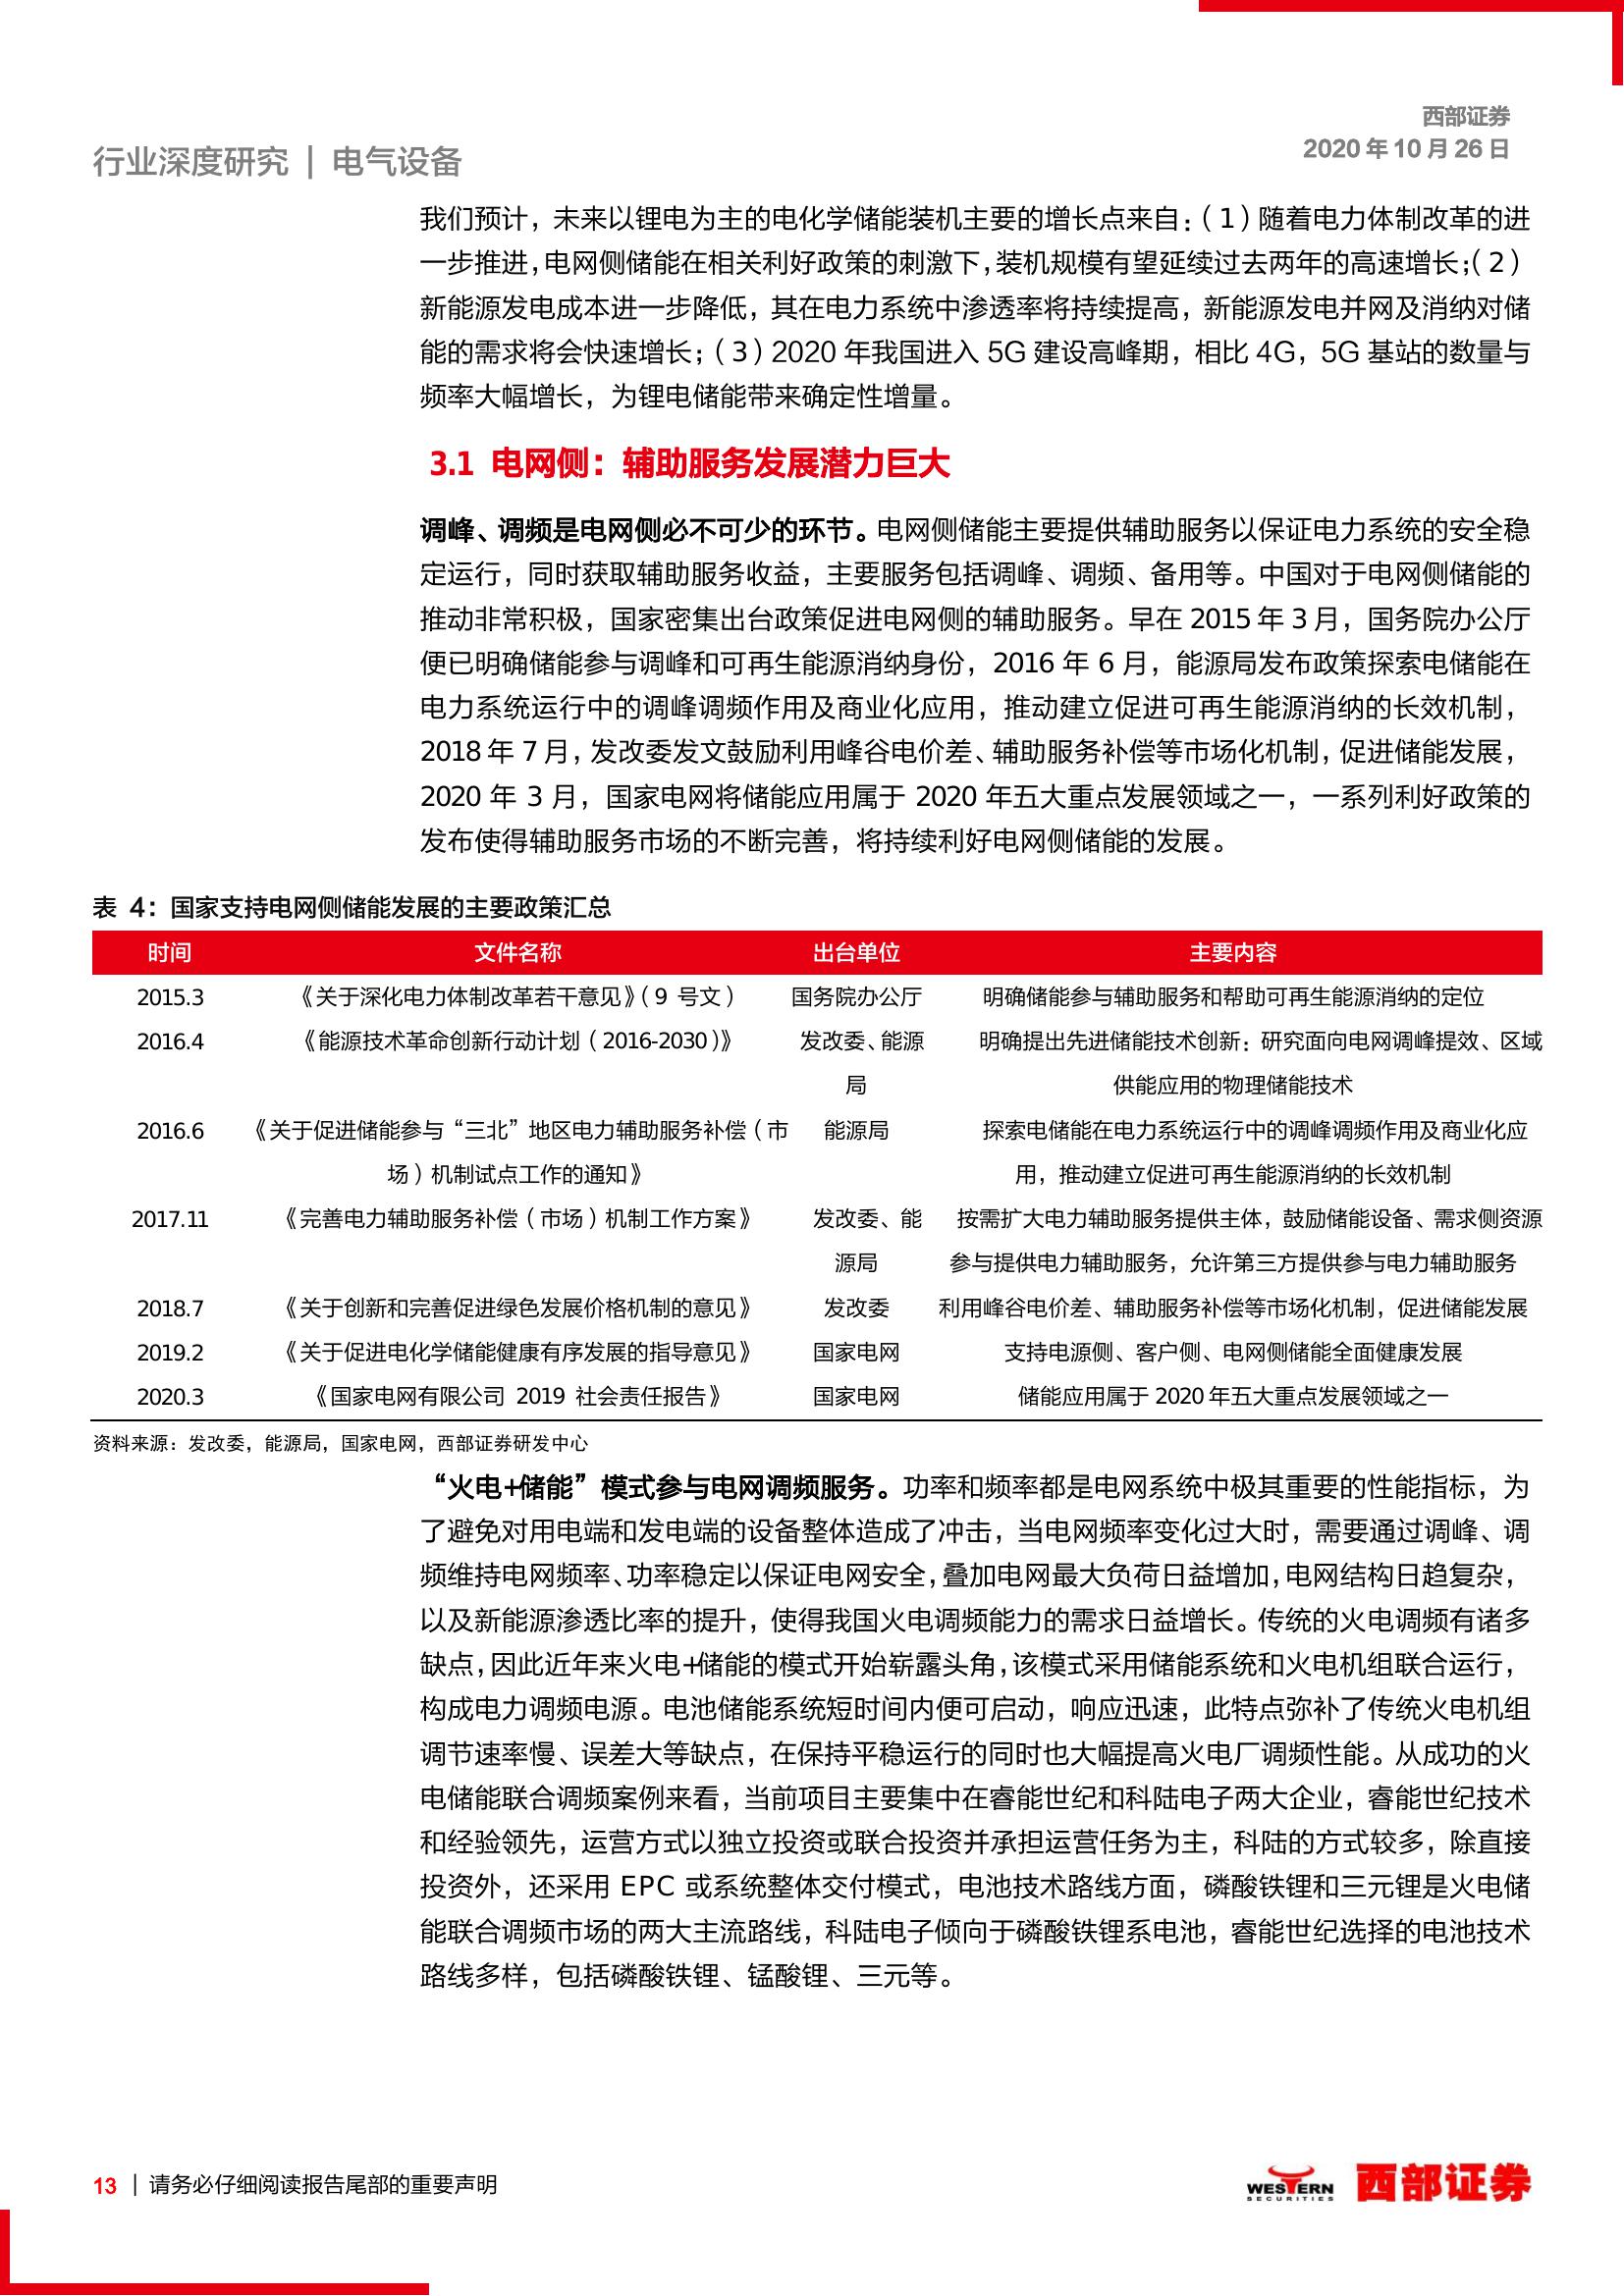 西部证券
2020 年 10 月 26 日
行业深度研究 | 电气设备
我们预计，未来以锂电为主的电化学储能装机主要的增长点来自：（1）随着电力体制改革的进
一步推进，电网侧储能在相关利好政策的刺激下，装机规模有望延续过去两年的高速增长；（2）
新能源发电成本进一步降低，其在电力系统中渗透率将持续提高，新能源发电并网及消纳对储
能的需求将会快速增长；（3）2020 年我国进入 5G 建设高峰期，相比 4G，5G 基站的数量与
频率大幅增长，为锂电储能带来确定性增量。
3.1 电网侧：辅助服务发展潜力巨大
调峰、调频是电网侧必不可少的环节。电网侧储能主要提供辅助服务以保证电力系统的安全稳
定运行，同时获取辅助服务收益，主要服务包括调峰、调频、备用等。中国对于电网侧储能的
推动非常积极，国家密集出台政策促进电网侧的辅助服务。早在 2015 年 3 月，国务院办公厅
便已明确储能参与调峰和可再生能源消纳身份，2016 年 6 月，能源局发布政策探索电储能在
电力系统运行中的调峰调频作用及商业化应用，推动建立促进可再生能源消纳的长效机制，
2018 年 7 月，发改委发文鼓励利用峰谷电价差、辅助服务补偿等市场化机制，促进储能发展，
2020 年 3 月，国家电网将储能应用属于 2020 年五大重点发展领域之一，一系列利好政策的
发布使得辅助服务市场的不断完善，将持续利好电网侧储能的发展。
表 4：国家支持电网侧储能发展的主要政策汇总
时间 文件名称 出台单位 主要内容
2015.3 《关于深化电力体制改革若干意见》（9 号文） 国务院办公厅 明确储能参与辅助服务和帮助可再生能源消纳的定位
2016.4 《能源技术革命创新行动计划（2016-2030）》 发改委、能源 明确提出先进储能技术创新：研究面向电网调峰提效、区域
局 供能应用的物理储能技术
2016.6 《关于促进储能参与“三北”地区电力辅助服务补偿（市 能源局 探索电储能在电力系统运行中的调峰调频作用及商业化应
场）机制试点工作的通知》 用，推动建立促进可再生能源消纳的长效机制
2017.11 《完善电力辅助服务补偿（市场）机制工作方案》 发改委、能 按需扩大电力辅助服务提供主体，鼓励储能设备、需求侧资源
源局 参与提供电力辅助服务，允许第三方提供参与电力辅助服务
2018.7 《关于创新和完善促进绿色发展价格机制的意见》 发改委 利用峰谷电价差、辅助服务补偿等市场化机制，促进储能发展
2019.2 《关于促进电化学储能健康有序发展的指导意见》 国家电网 支持电源侧、客户侧、电网侧储能全面健康发展
2020.3 《国家电网有限公司 2019 社会责任报告》 国家电网 储能应用属于 2020 年五大重点发展领域之一
资料来源：发改委，能源局，国家电网，西部证券研发中心
“火电+储能”模式参与电网调频服务。功率和频率都是电网系统中极其重要的性能指标，为
了避免对用电端和发电端的设备整体造成了冲击，当电网频率变化过大时，需要通过调峰、调
频维持电网频率、功率稳定以保证电网安全，叠加电网最大负荷日益增加，电网结构日趋复杂，
以及新能源渗透比率的提升，使得我国火电调频能力的需求日益增长。传统的火电调频有诸多
缺点，因此近年来火电+储能的模式开始崭露头角，该模式采用储能系统和火电机组联合运行，
构成电力调频电源。电池储能系统短时间内便可启动，响应迅速，此特点弥补了传统火电机组
调节速率慢、误差大等缺点，在保持平稳运行的同时也大幅提高火电厂调频性能。从成功的火
电储能联合调频案例来看，当前项目主要集中在睿能世纪和科陆电子两大企业，睿能世纪技术
和经验领先，运营方式以独立投资或联合投资并承担运营任务为主，科陆的方式较多，除直接
投资外，还采用 EPC 或系统整体交付模式，电池技术路线方面，磷酸铁锂和三元锂是火电储
能联合调频市场的两大主流路线，科陆电子倾向于磷酸铁锂系电池，睿能世纪选择的电池技术
路线多样，包括磷酸铁锂、锰酸锂、三元等。
13 | 请务必仔细阅读报告尾部的重要声明
WESTERN
SECURITIES
西部证券